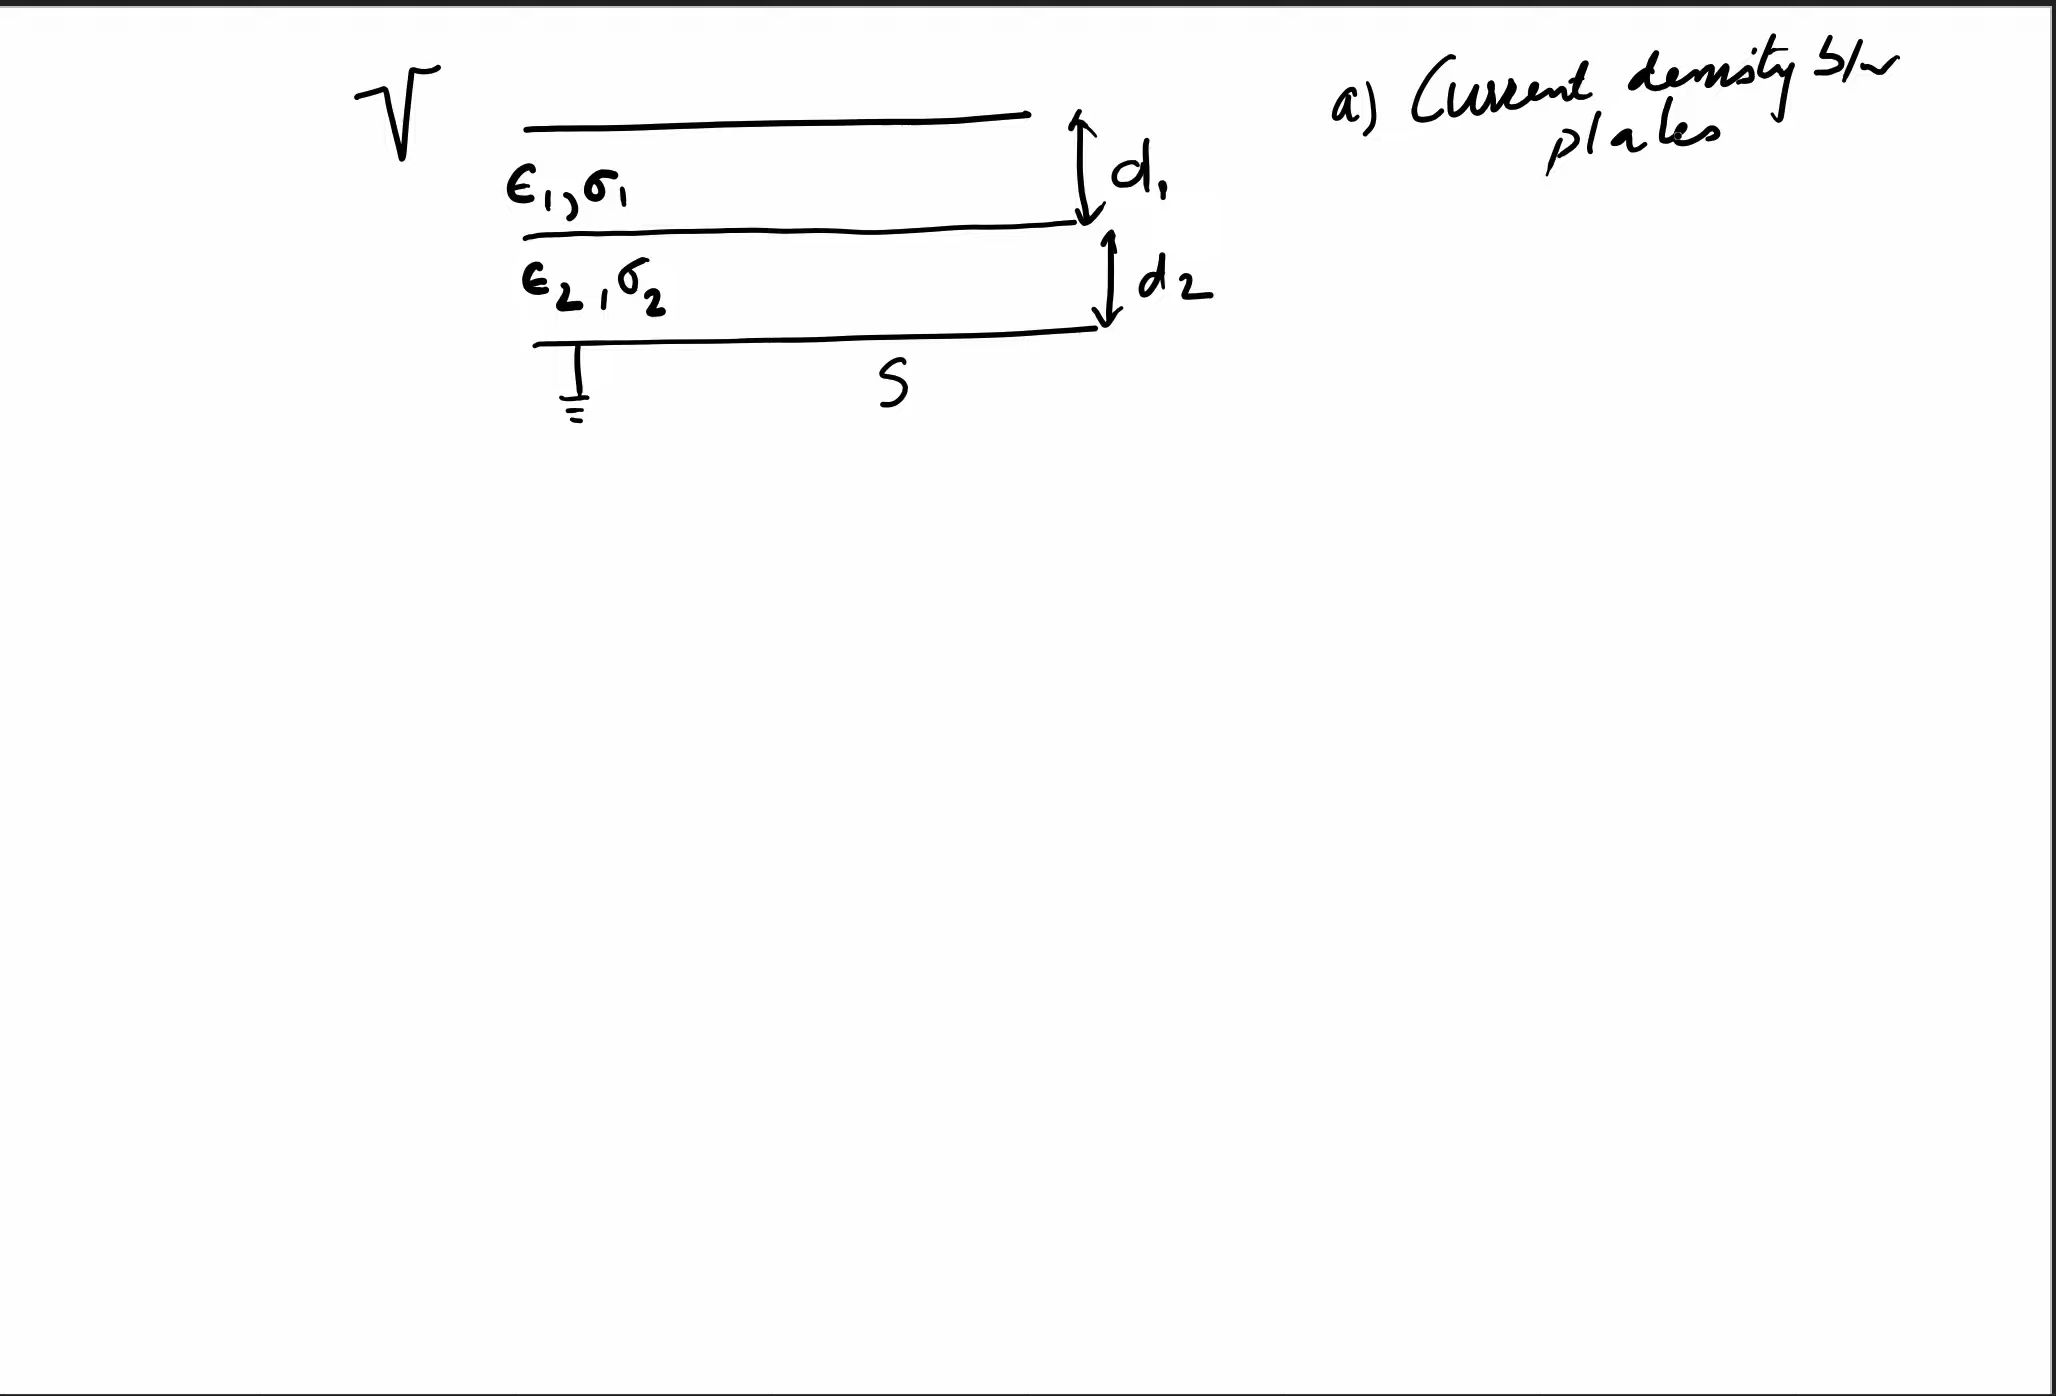 V
a) Current density b/w
plates
ϵ₁, σ₁
d₁
ϵ₂, σ₂
d₂
S